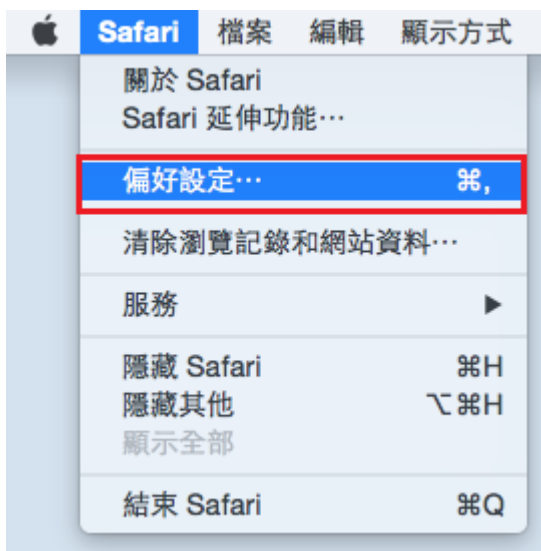 Safari 檔案 編輯 顯示方式
關於 Safari
Safari 延伸功能…
偏好設定… ⌘,
清除瀏覽記錄和網站資料…
服務 ▶
隱藏 Safari ⌘H
隱藏其他 ⌥⌘H
顯示全部
結束 Safari ⌘Q